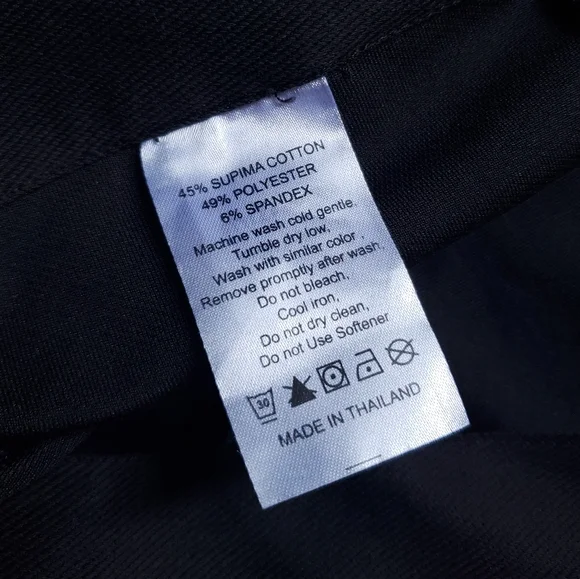 45% SUPIMA COTTON
49% POLYESTER
6% SPANDEX
Machine wash cold gentle.
Tumble dry low,
Wash with similar color ,
Remove promptly after wash.
Do not bleach,
Cool iron,
Do not dry clean,
Do not Use Softener
30
MADE IN THAILAND